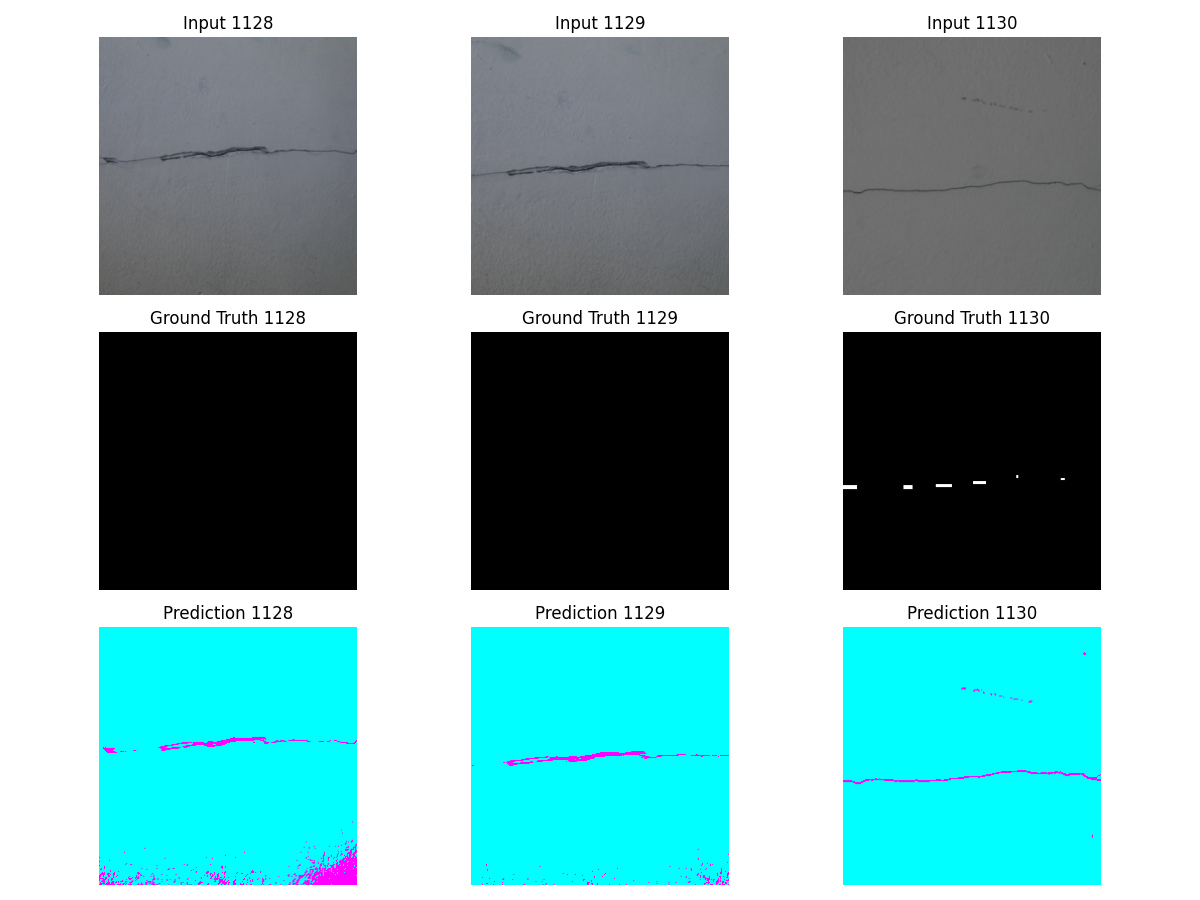 Input 1128
Input 1129
Input 1130
Ground Truth 1128
Ground Truth 1129
Ground Truth 1130
Prediction 1128
Prediction 1129
Prediction 1130